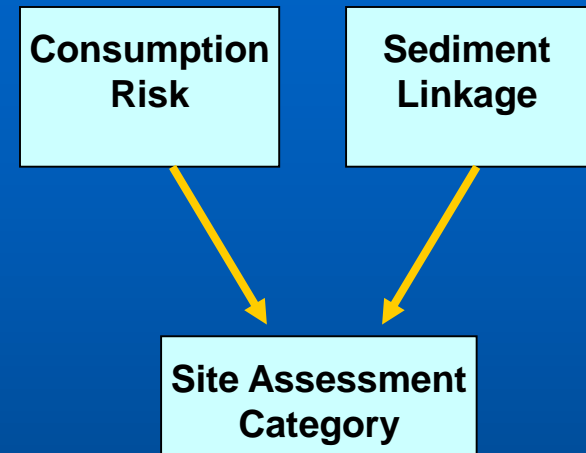 Consumption
Risk
Sediment
Linkage
Site Assessment
Category